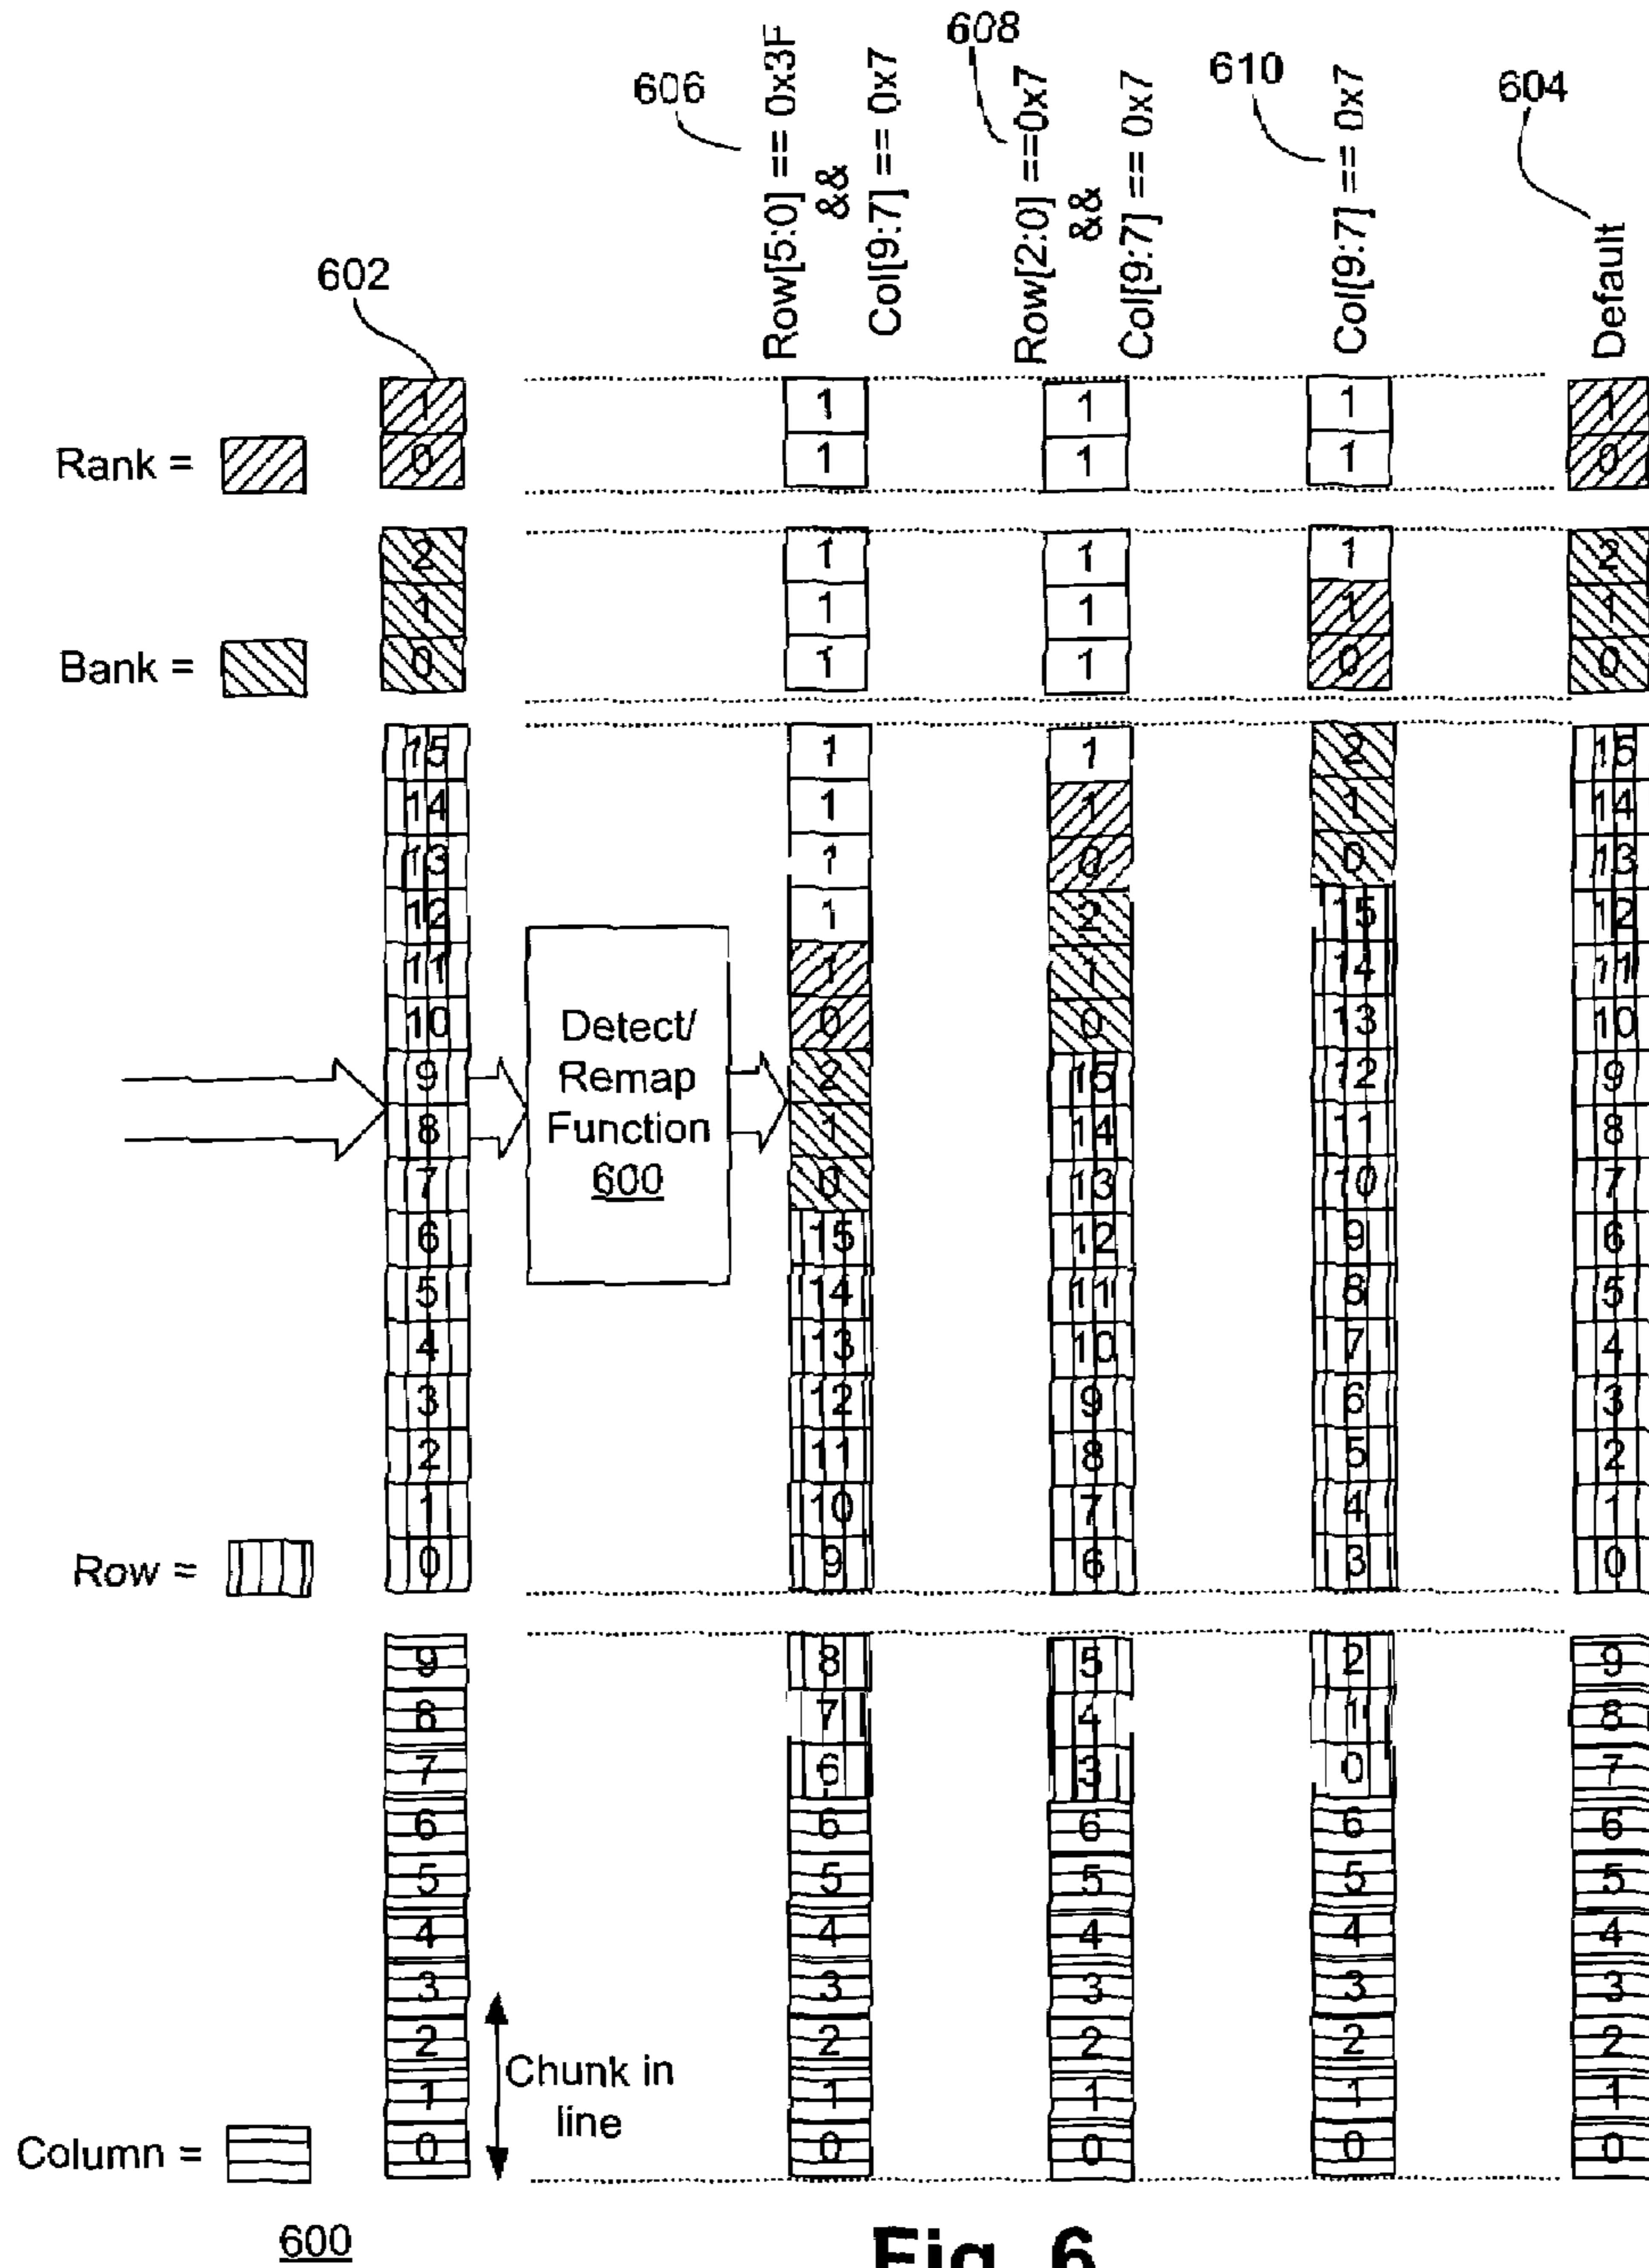 606
608
610
604
Row[5:0] == 0x3F
&&
Col[9:7] == 0x7
Row[2:0] ==0x7
&&
Col[9:7] == 0x7
Col[9:7] == 0x7
Default
602
1 1 1 1 1
Rank = 0 1 1 1 0
2 1 1 1 2
1 1 1 1 1
Bank = 0 1 1 0 0
15 1 1 2 15
14 1 1 1 14
13 1 0 0 13
12 1 2 15 12
11 1 1 14 11
10 0 0 13 10
9 2 15 12 9
8 1 14 11 8
7 0 13 10 7
6 15 12 9 6
5 14 11 8 5
4 13 10 7 4
3 12 9 6 3
2 11 8 5 2
1 10 7 4 1
Row = 0 9 6 3 0
Detect/
Remap
Function
600
9 8 5 2 9
8 7 4 1 8
7 6 3 0 7
6 6 6 6 6
5 5 5 5 5
4 4 4 4 4
3 3 3 3 3
2 2 2 2 2
1 1 1 1 1
Column = 0 0 0 0 0
Chunk in
line
600
Fig. 6